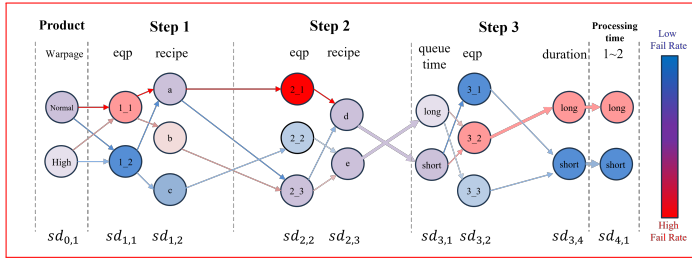 Product
Step 1
Step 2
Step 3
Processing
time
1~2
Low
Fail Rate
Warpage
eqp
recipe
eqp
recipe
queue
time
eqp
duration
Normal
High
1_1
1_2
a
b
c
2_1
2_2
2_3
d
e
long
short
3_1
3_2
3_3
long
short
long
short
High
Fail Rate
sd0,1
sd1,1
sd1,2
sd2,2
sd2,3
sd3,1
sd3,2
sd3,4
sd4,1